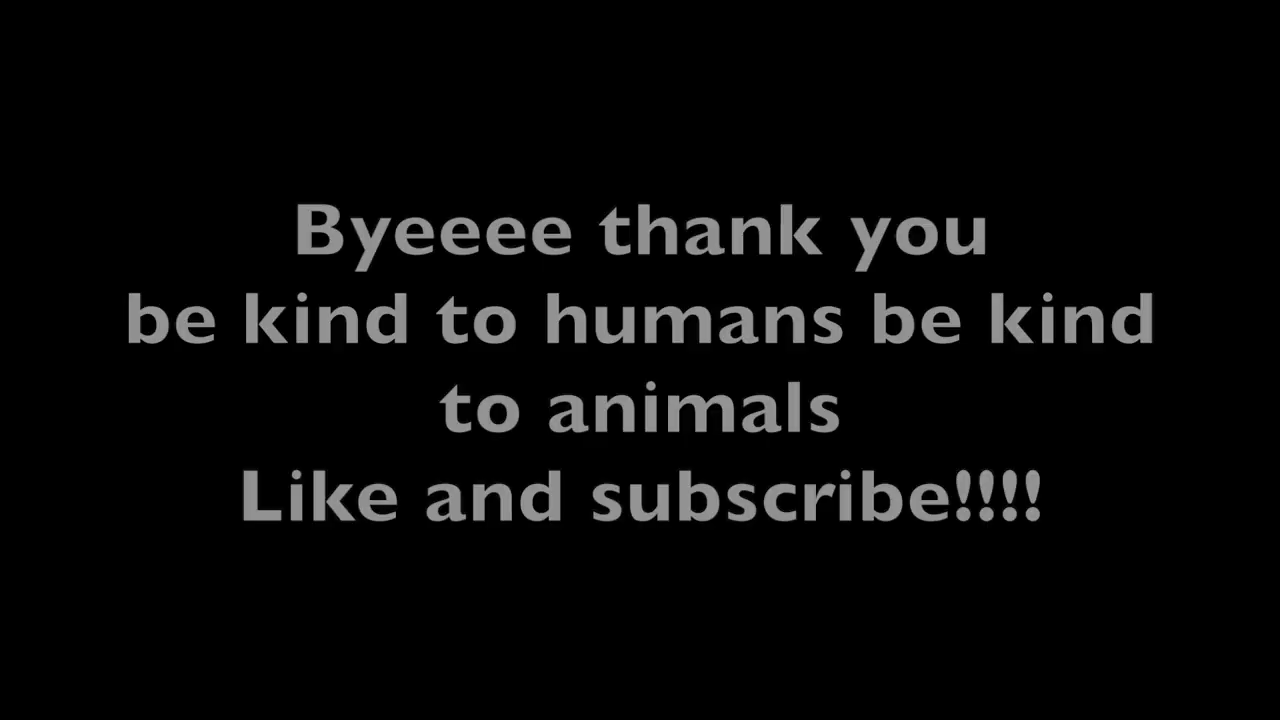 Byeeee thank you
be kind to humans be kind
to animals
Like and subscribe!!!!